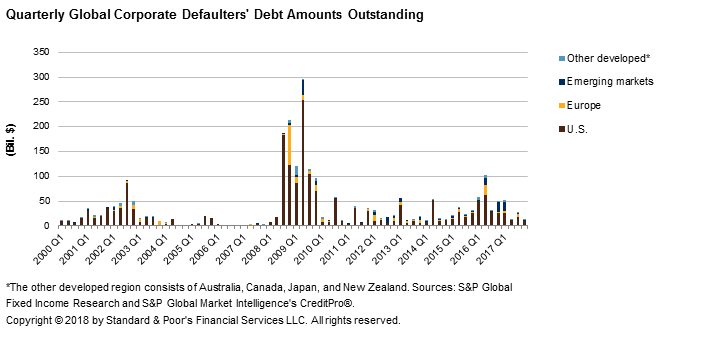 Quarterly Global Corporate Defaulters' Debt Amounts Outstanding
(Bil. $)
350
300
250
200
150
100
50
0
2000 Q1
2001 Q1
2002 Q1
2003 Q1
2004 Q1
2005 Q1
2006 Q1
2007 Q1
2008 Q1
2009 Q1
2010 Q1
2011 Q1
2012 Q1
2013 Q1
2014 Q1
2015 Q1
2016 Q1
2017 Q1
Other developed*
Emerging markets
Europe
U.S.
*The other developed region consists of Australia, Canada, Japan, and New Zealand. Sources: S&P Global
Fixed Income Research and S&P Global Market Intelligence's CreditPro®.
Copyright © 2018 by Standard & Poor's Financial Services LLC. All rights reserved.